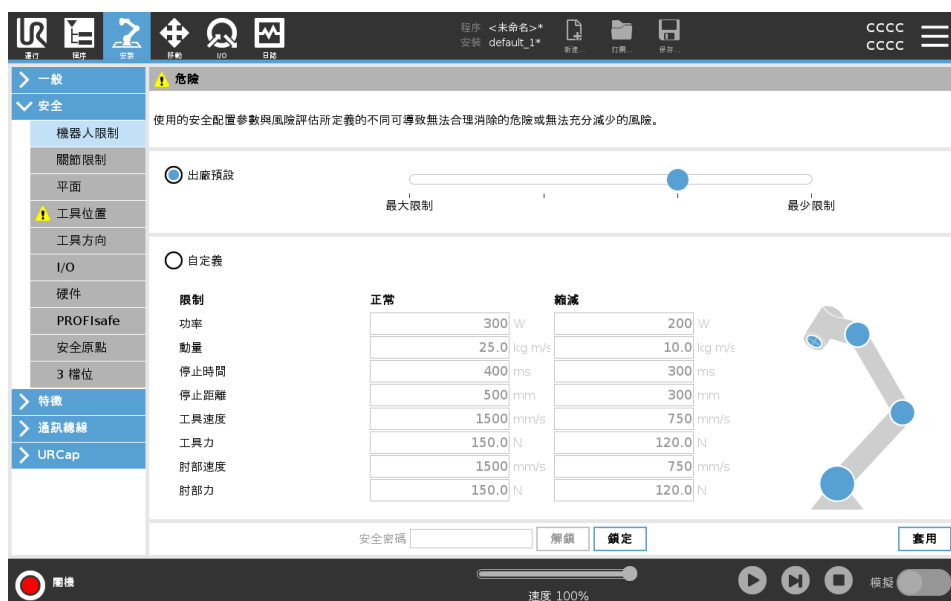 UR
運行
程序
安裝
移動
I/O
日誌
程序 <未命名>*
安裝 default_1*
新建...
打開...
保存...
cccc
cccc
一般
安全
機器人限制
關節限制
平面
工具位置
工具方向
I/O
硬件
PROFIsafe
安全原點
3 檔位
特徵
通訊總線
URCap
危險
使用的安全配置參數與風險評估所定義的不同可導致無法合理消除的危險或無法充分減少的風險。
出廠預設
最大限制 最少限制
自定義
限制 正常 縮減
功率 300 W 200 W
動量 25.0 kg m/s 10.0 kg m/s
停止時間 400 ms 300 ms
停止距離 500 mm 300 mm
工具速度 1500 mm/s 750 mm/s
工具力 150.0 N 120.0 N
肘部速度 1500 mm/s 750 mm/s
肘部力 150.0 N 120.0 N
安全密碼 解鎖 鎖定 套用
關機
速度 100%
模擬